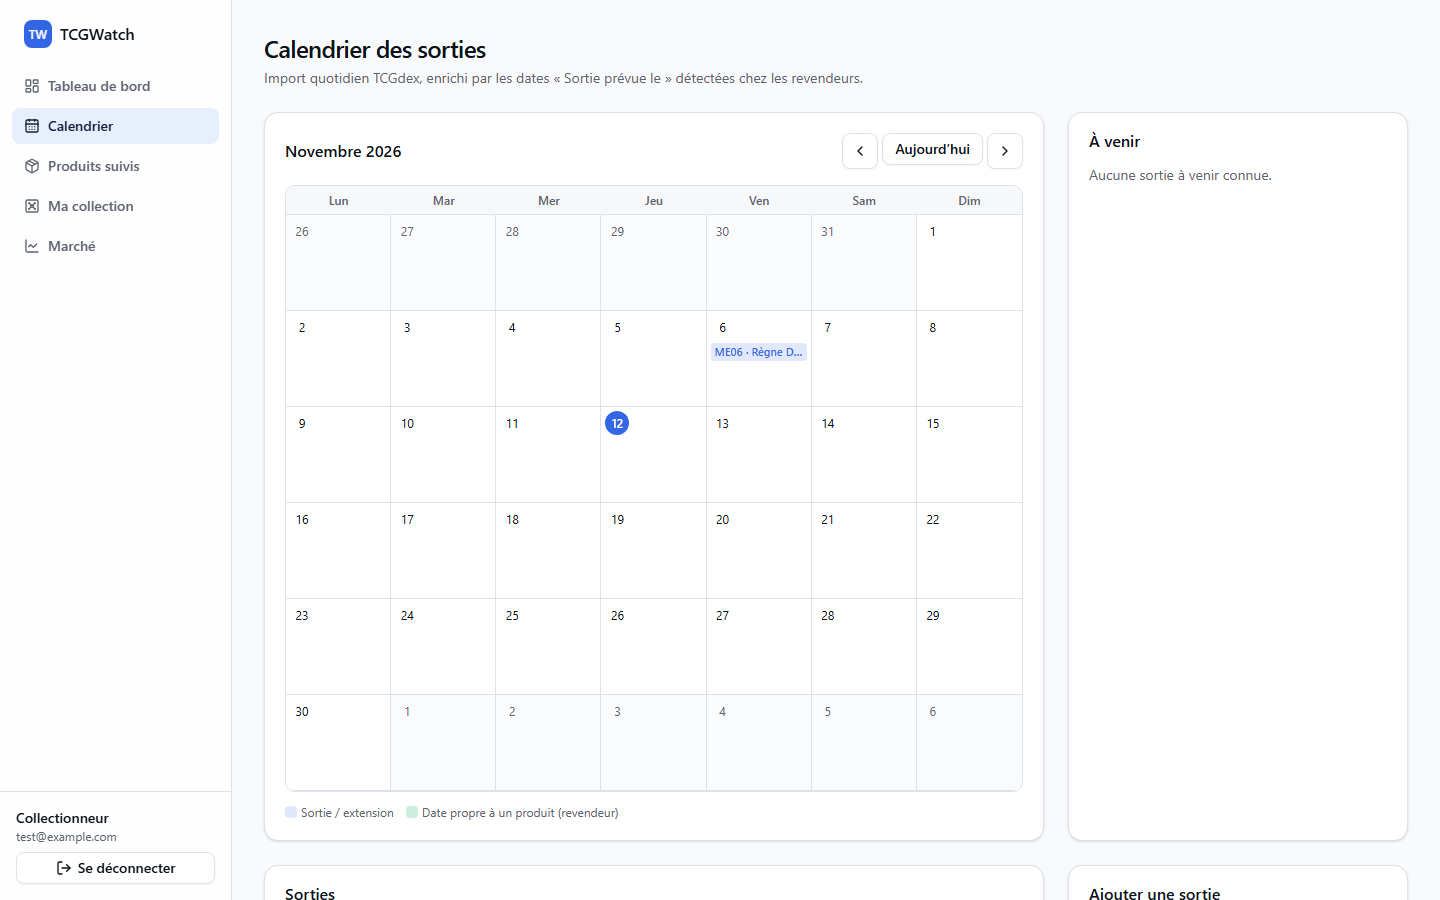 TW TCGWatch
Tableau de bord
Calendrier
Produits suivis
Ma collection
Marché
Collectionneur
test@example.com
Se déconnecter
Calendrier des sorties
Import quotidien TCGdex, enrichi par les dates « Sortie prévue le » détectées chez les revendeurs.
Novembre 2026
Aujourd'hui
Lun Mar Mer Jeu Ven Sam Dim
26 27 28 29 30 31 1
2 3 4 5 6 7 8
ME06 · Règne D...
9 10 11 12 13 14 15
16 17 18 19 20 21 22
23 24 25 26 27 28 29
30 1 2 3 4 5 6
Sortie / extension Date propre à un produit (revendeur)
À venir
Aucune sortie à venir connue.
Sorties
Ajouter une sortie